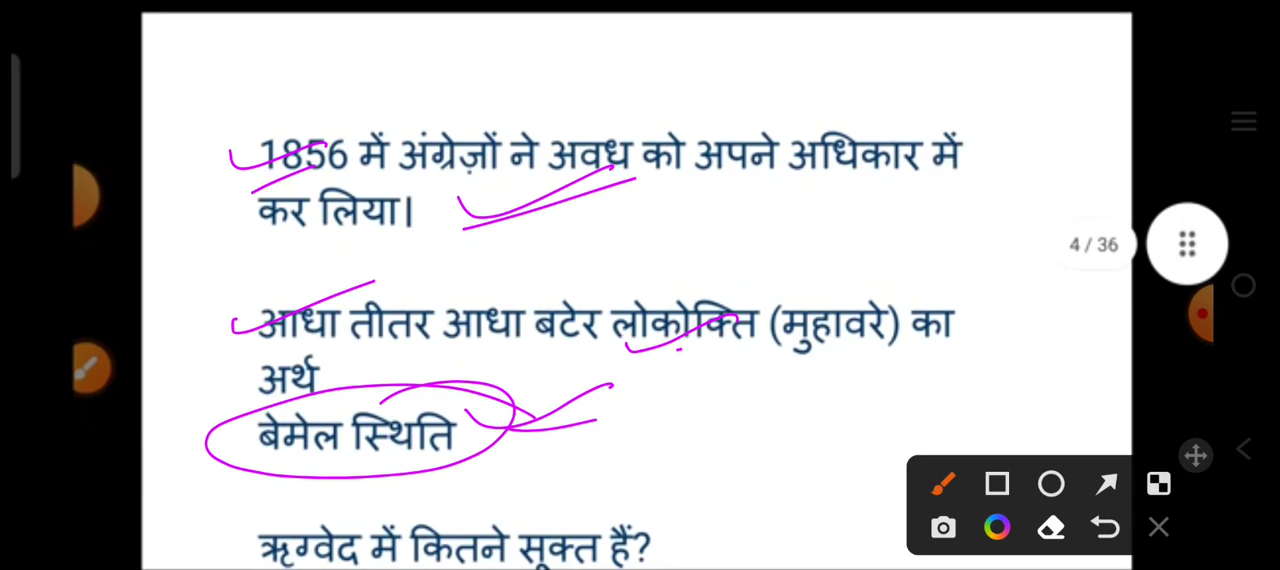 1856 में अंग्रेज़ों ने अवध को अपने अधिकार में
कर लिया।
4 / 36
आधा तीतर आधा बटेर लोकोक्ति (मुहावरे) का
अर्थ
बेमेल स्थिति
ऋग्वेद में कितने सूक्त हैं?